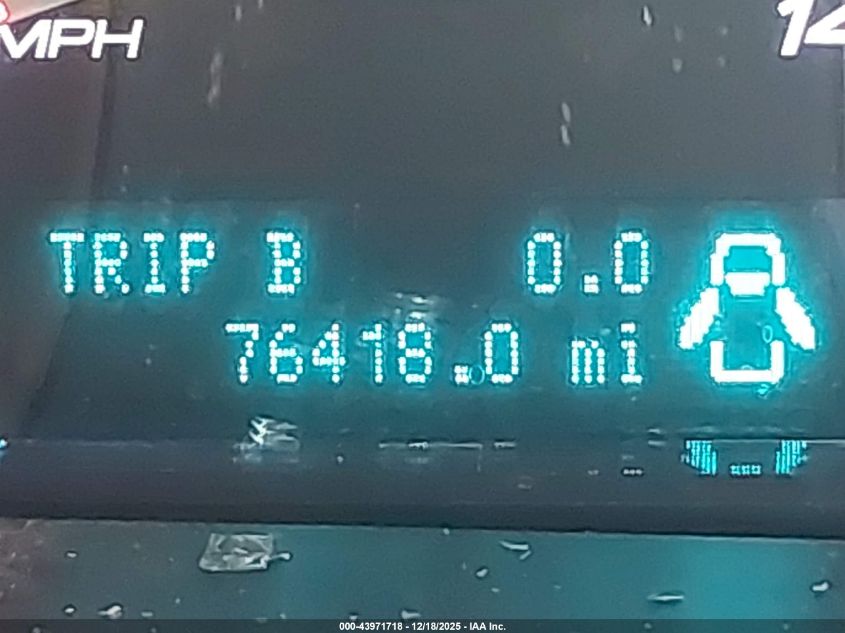 MPH 14
TRIP B 0.0
76418.0 mi
000-43971718 - 12/18/2025 - IAA Inc.